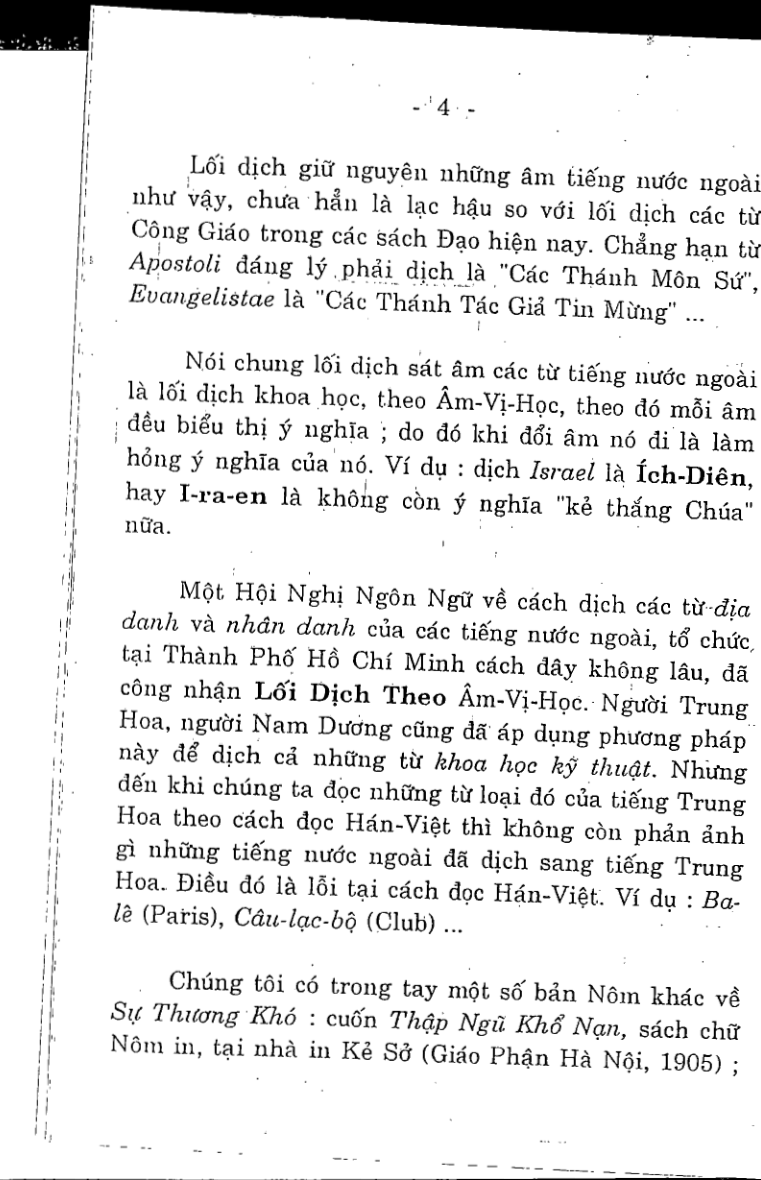 - 4 -
Lối dịch giữ nguyên những âm tiếng nước ngoài
như vậy, chưa hẳn là lạc hậu so với lối dịch các từ
Công Giáo trong các sách Đạo hiện nay. Chẳng hạn từ
Apostoli đáng lý phải dịch là "Các Thánh Môn Sứ",
Evangelistae là "Các Thánh Tác Giả Tin Mừng" ...
Nói chung lối dịch sát âm các từ tiếng nước ngoài
là lối dịch khoa học, theo Âm-Vị-Học, theo đó mỗi âm
đều biểu thị ý nghĩa ; do đó khi đổi âm nó đi là làm
hỏng ý nghĩa của nó. Ví dụ : dịch Israel là Ích-Diên,
hay I-ra-en là không còn ý nghĩa "kẻ thắng Chúa"
nữa.
Một Hội Nghị Ngôn Ngữ về cách dịch các từ địa
danh và nhân danh của các tiếng nước ngoài, tổ chức
tại Thành Phố Hồ Chí Minh cách đây không lâu, đã
công nhận Lối Dịch Theo Âm-Vị-Học. Người Trung
Hoa, người Nam Dương cũng đã áp dụng phương pháp
này để dịch cả những từ khoa học kỹ thuật. Nhưng
đến khi chúng ta đọc những từ loại đó của tiếng Trung
Hoa theo cách đọc Hán-Việt thì không còn phản ảnh
gì những tiếng nước ngoài đã dịch sang tiếng Trung
Hoa. Điều đó là lỗi tại cách đọc Hán-Việt. Ví dụ : Ba-
lê (Paris), Câu-lạc-bộ (Club) ...
Chúng tôi có trong tay một số bản Nôm khác về
Sự Thương Khó : cuốn Thập Ngũ Khổ Nạn, sách chữ
Nôm in, tại nhà in Kẻ Sở (Giáo Phận Hà Nội, 1905) ;